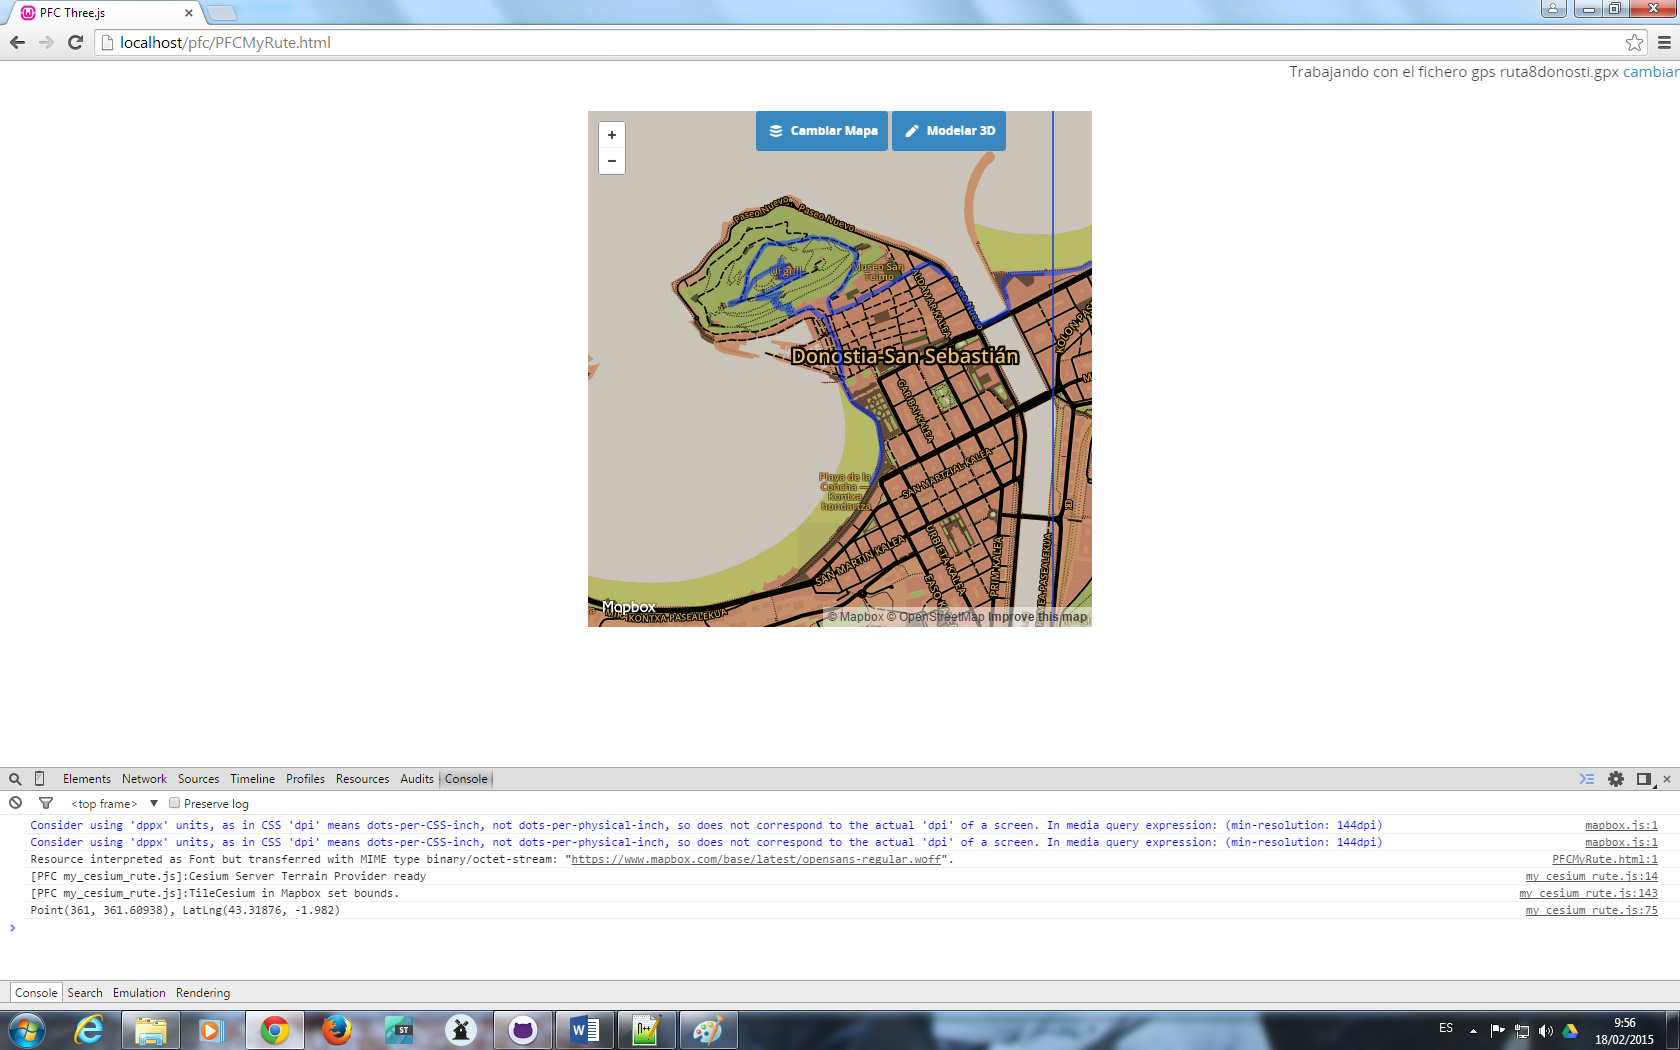 PFC Three.js
localhost/pfc/PFCMyRute.html
Trabajando con el fichero gps ruta8donosti.gpx cambiar
+
−
Cambiar Mapa
Modelar 3D
Paseo Nuevo
Paseo Nuevo
Urgull
Museo San
Telmo
ALDAMAR-KALEA
Paseo Nuevo
KOLON-PAS
Donostia-San Sebastián
GARIBAI-KALEA
Playa de la
Concha —
Kontxa
hondartza
SAN-MARTZIAL-KALEA
SAN-MARTIN-KALEA
URBIETA-KALEA
EASO-K
PRIM-KALEA
Mapbox
KONTXA-PASEALEKUA
© Mapbox © OpenStreetMap Improve this map
Elements Network Sources Timeline Profiles Resources Audits Console
<top frame> ▼ Preserve log
Consider using 'dppx' units, as in CSS 'dpi' means dots-per-CSS-inch, not dots-per-physical-inch, so does not correspond to the actual 'dpi' of a screen. In media query expression: (min-resolution: 144dpi) mapbox.js:1
Consider using 'dppx' units, as in CSS 'dpi' means dots-per-CSS-inch, not dots-per-physical-inch, so does not correspond to the actual 'dpi' of a screen. In media query expression: (min-resolution: 144dpi) mapbox.js:1
Resource interpreted as Font but transferred with MIME type binary/octet-stream: "https://www.mapbox.com/base/latest/opensans-regular.woff". PFCMyRute.html:1
[PFC my_cesium_rute.js]:Cesium Server Terrain Provider ready my_cesium_rute.js:14
[PFC my_cesium_rute.js]:TileCesium in Mapbox set bounds. my_cesium_rute.js:143
Point(361, 361.60938), LatLng(43.31876, -1.982) my_cesium_rute.js:75
>
Console Search Emulation Rendering
ST
ES
9:56
18/02/2015